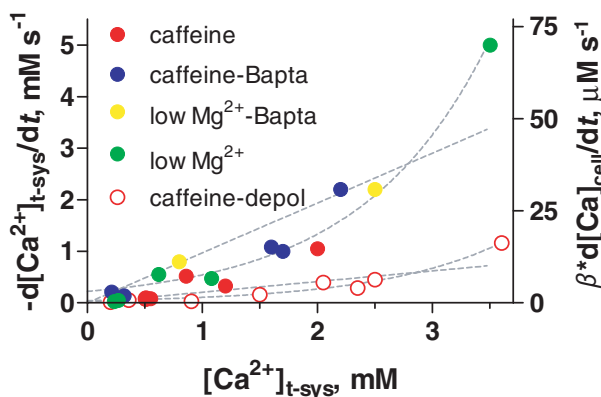 -d[Ca²⁺]t-sys/dt, mM s⁻¹
5
4
3
2
1
0
caffeine
caffeine-Bapta
low Mg²⁺-Bapta
low Mg²⁺
caffeine-depol
75
50
25
0
β*d[Ca]cell/dt, μM s⁻¹
0 1 2 3
[Ca²⁺]t-sys, mM